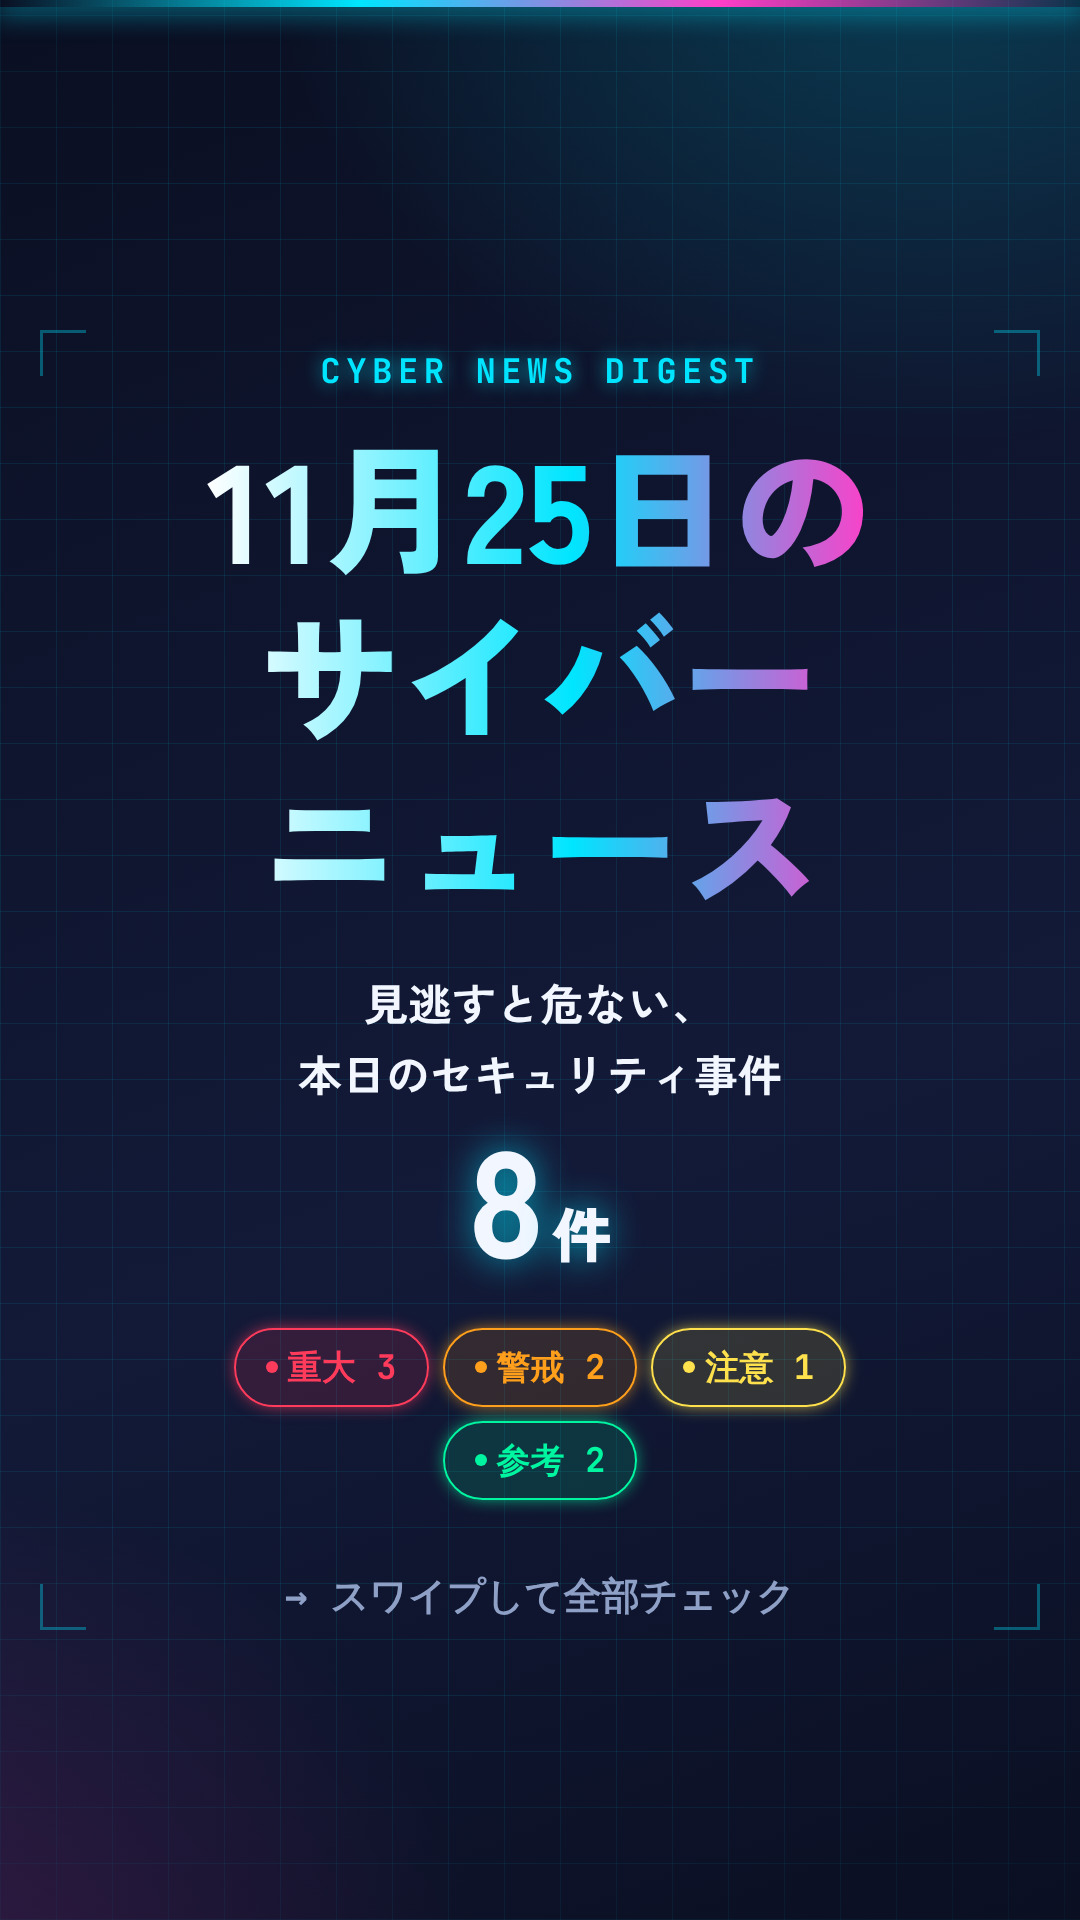 CYBER NEWS DIGEST
11月25日の
サイバー
ニュース
見逃すと危ない、
本日のセキュリティ事件
8件
•重大 3
•警戒 2
•注意 1
•参考 2
→ スワイプして全部チェック